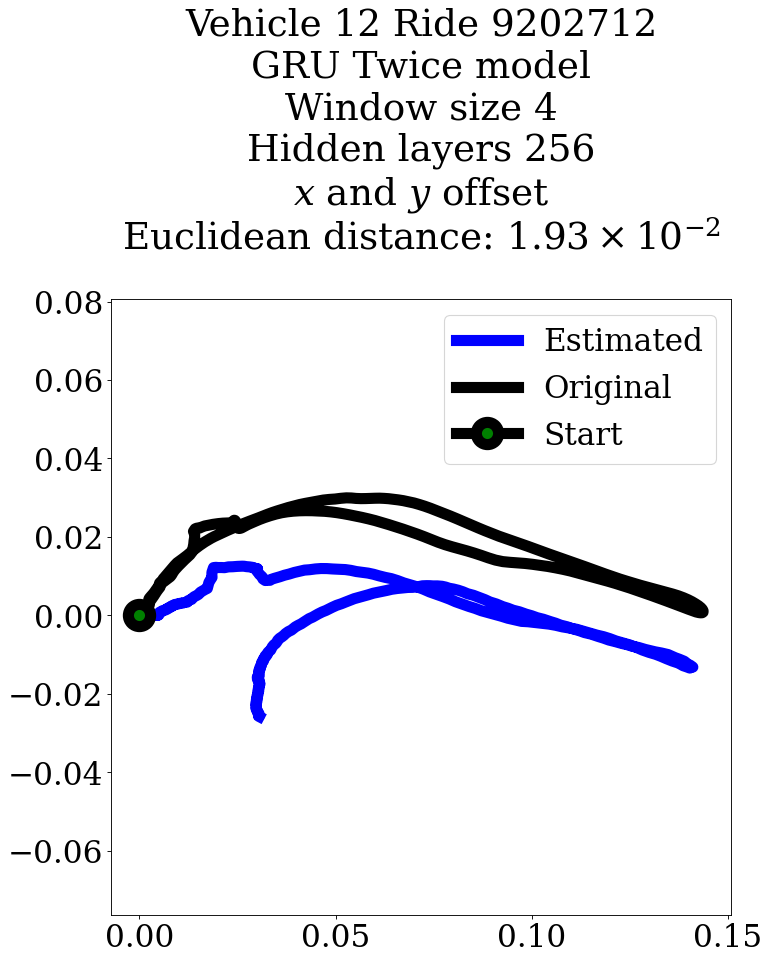 Vehicle 12 Ride 9202712
GRU Twice model
Window size 4
Hidden layers 256
x and y offset
Euclidean distance: 1.93 × 10⁻²
Estimated
Original
Start
0.08
0.06
0.04
0.02
0.00
−0.02
−0.04
−0.06
0.00 0.05 0.10 0.15